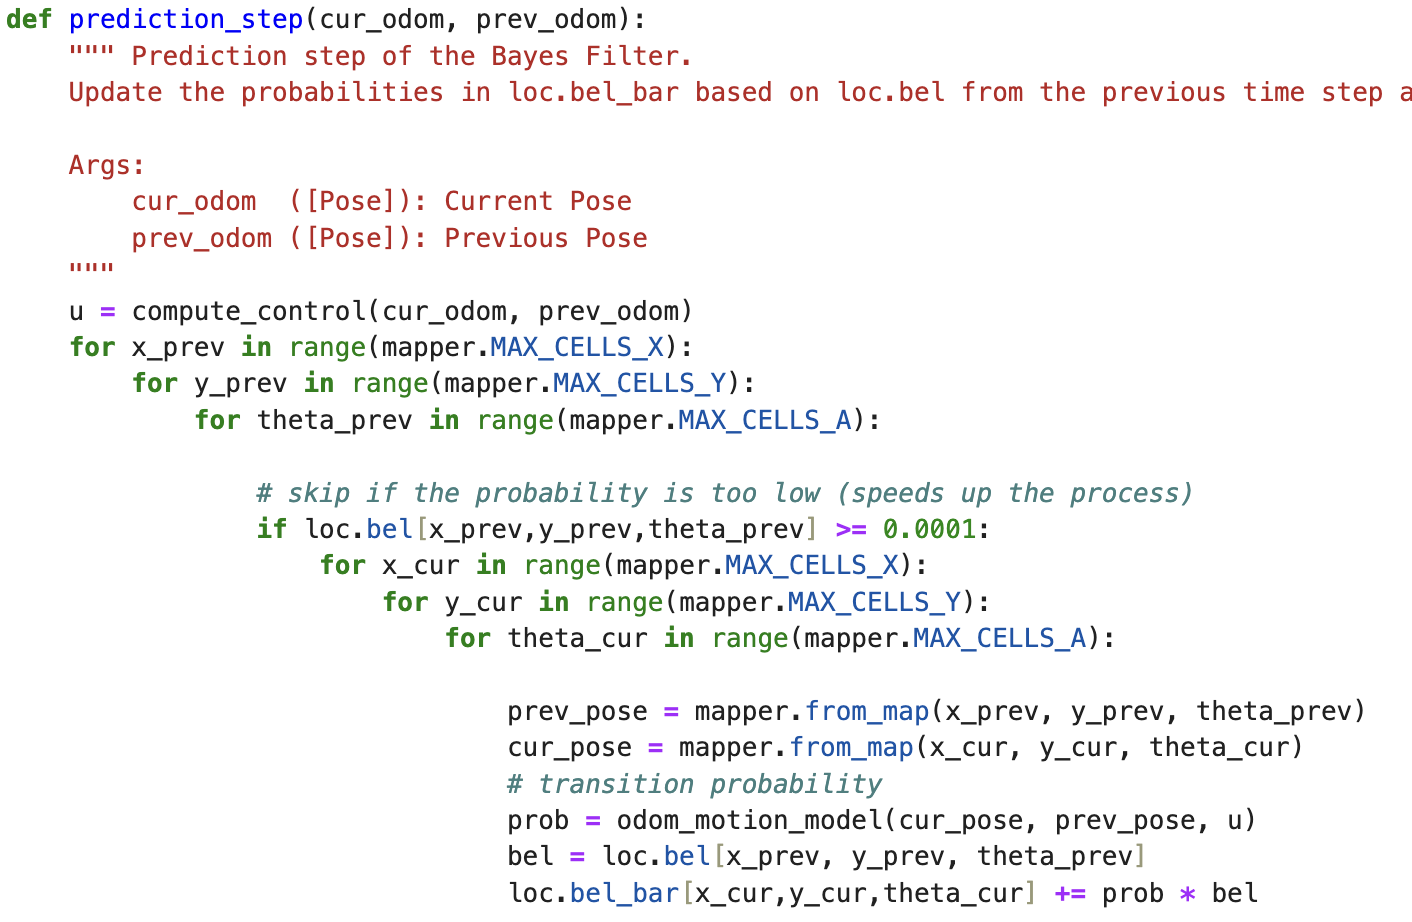 def prediction_step(cur_odom, prev_odom):
    """ Prediction step of the Bayes Filter.
    Update the probabilities in loc.bel_bar based on loc.bel from the previous time step a

    Args:
        cur_odom  ([Pose]): Current Pose
        prev_odom ([Pose]): Previous Pose
    """
    u = compute_control(cur_odom, prev_odom)
    for x_prev in range(mapper.MAX_CELLS_X):
        for y_prev in range(mapper.MAX_CELLS_Y):
            for theta_prev in range(mapper.MAX_CELLS_A):

                # skip if the probability is too low (speeds up the process)
                if loc.bel[x_prev,y_prev,theta_prev] >= 0.0001:
                    for x_cur in range(mapper.MAX_CELLS_X):
                        for y_cur in range(mapper.MAX_CELLS_Y):
                            for theta_cur in range(mapper.MAX_CELLS_A):

                                prev_pose = mapper.from_map(x_prev, y_prev, theta_prev)
                                cur_pose = mapper.from_map(x_cur, y_cur, theta_cur)
                                # transition probability
                                prob = odom_motion_model(cur_pose, prev_pose, u)
                                bel = loc.bel[x_prev, y_prev, theta_prev]
                                loc.bel_bar[x_cur,y_cur,theta_cur] += prob * bel